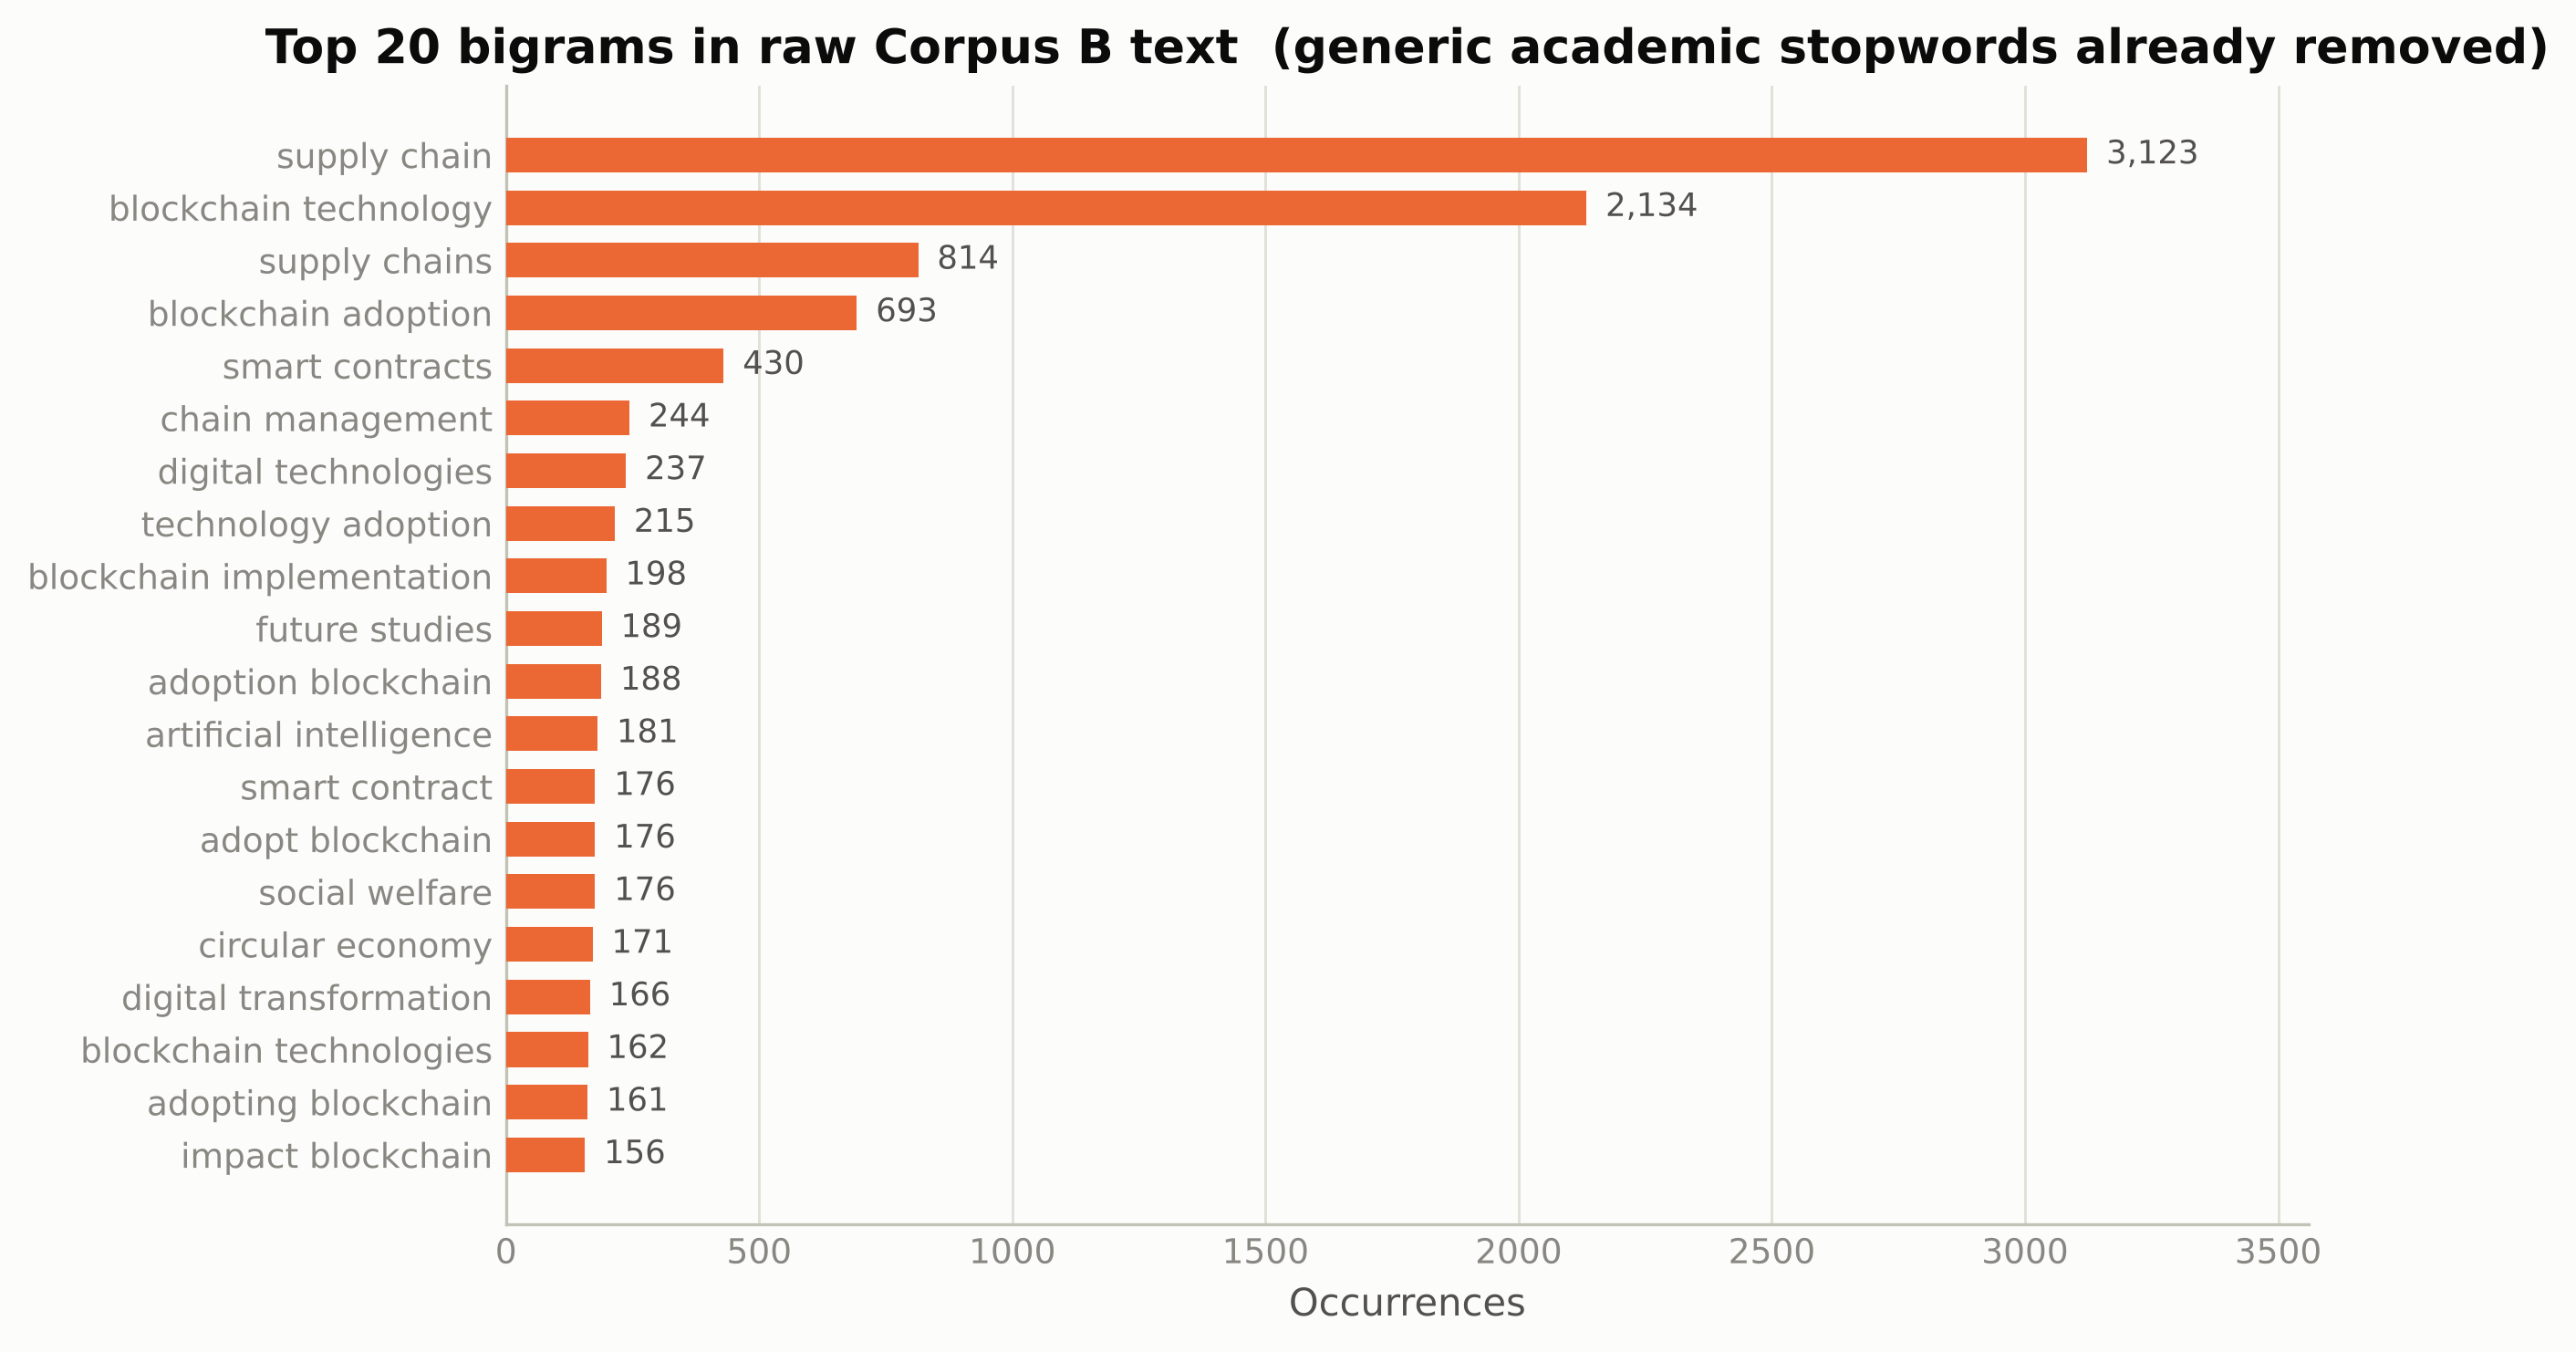 Top 20 bigrams in raw Corpus B text  (generic academic stopwords already removed)
supply chain 3,123
blockchain technology 2,134
supply chains 814
blockchain adoption 693
smart contracts 430
chain management 244
digital technologies 237
technology adoption 215
blockchain implementation 198
future studies 189
adoption blockchain 188
artificial intelligence 181
smart contract 176
adopt blockchain 176
social welfare 176
circular economy 171
digital transformation 166
blockchain technologies 162
adopting blockchain 161
impact blockchain 156
0 500 1000 1500 2000 2500 3000 3500
Occurrences